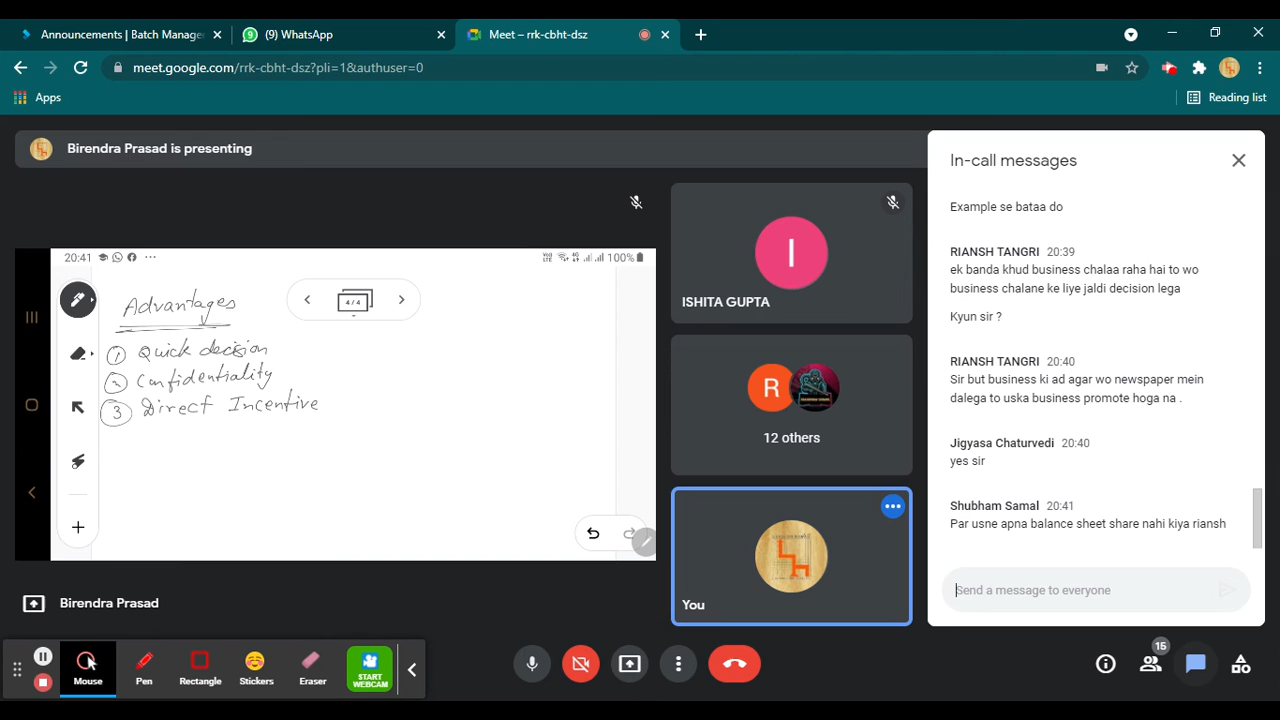 Announcements | Batch Manage
(9) WhatsApp
Meet – rrk-cbht-dsz
meet.google.com/rrk-cbht-dsz?pli=1&authuser=0
Apps
Reading list
Birendra Prasad is presenting
20:41
100%
4/4
Advantages
1 Quick decision
2 Confidentiality
3 Direct Incentive
Birendra Prasad
I
ISHITA GUPTA
R
12 others
You
In-call messages
Example se bataa do
RIANSH TANGRI 20:39
ek banda khud business chalaa raha hai to wo
business chalane ke liye jaldi decision lega
Kyun sir ?
RIANSH TANGRI 20:40
Sir but business ki ad agar wo newspaper mein
dalega to uska business promote hoga na .
Jigyasa Chaturvedi 20:40
yes sir
Shubham Samal 20:41
Par usne apna balance sheet share nahi kiya riansh
Send a message to everyone
Mouse
Pen
Rectangle
Stickers
Eraser
START
WEBCAM
15